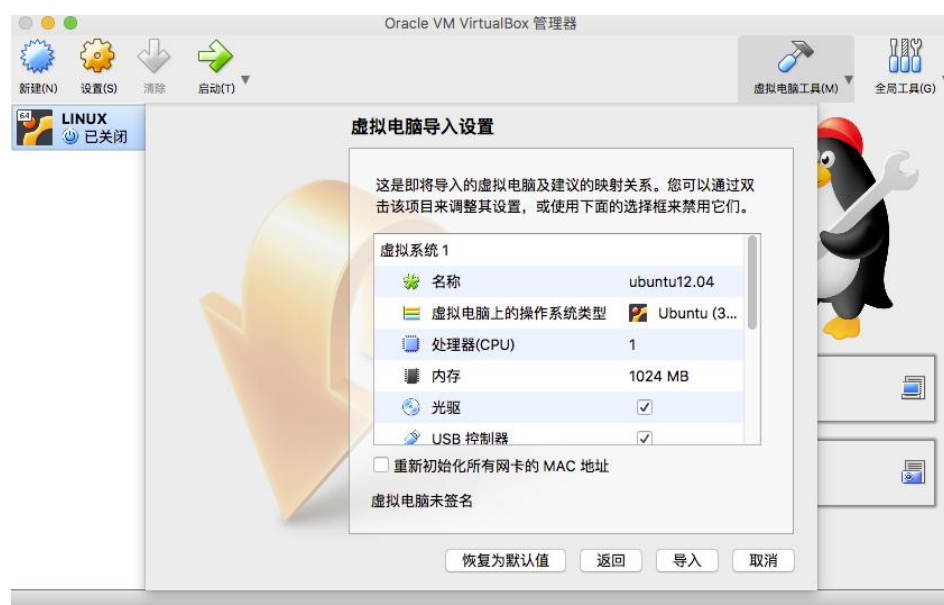 Oracle VM VirtualBox 管理器
新建(N)
设置(S)
清除
启动(T)
虚拟电脑工具(M)
全局工具(G)
64
LINUX
已关闭
虚拟电脑导入设置
这是即将导入的虚拟电脑及建议的映射关系。您可以通过双
击该项目来调整其设置，或使用下面的选择框来禁用它们。
虚拟系统 1
名称 ubuntu12.04
虚拟电脑上的操作系统类型 Ubuntu (3...
处理器(CPU) 1
内存 1024 MB
光驱
USB 控制器
重新初始化所有网卡的 MAC 地址
虚拟电脑未签名
恢复为默认值 返回 导入 取消